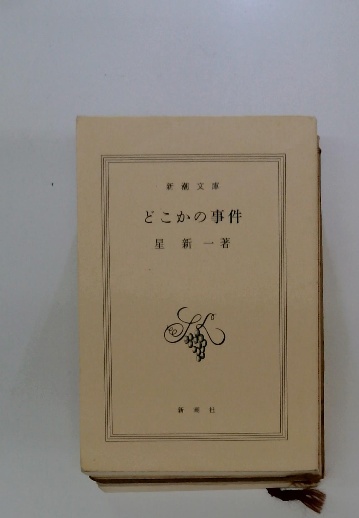 新潮文庫
どこかの事件
星 新一著
新潮社